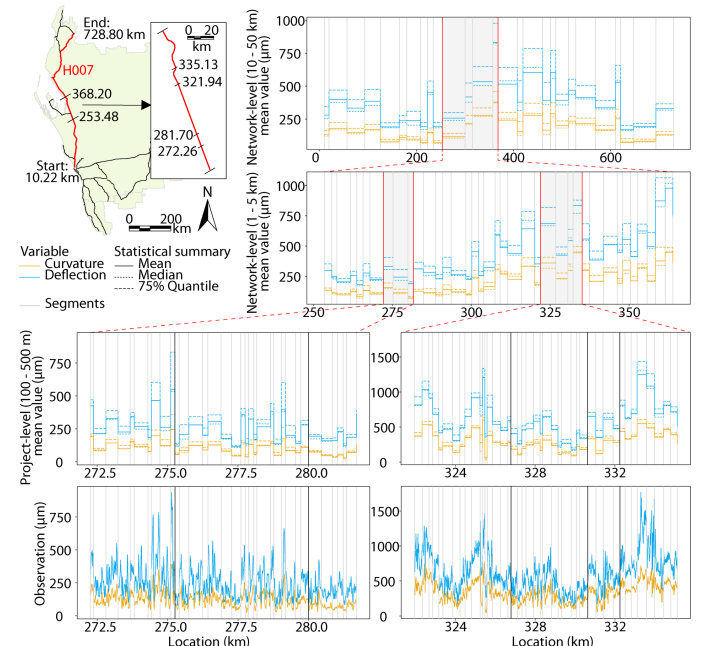 End:
728.80 km
H007
368.20
253.48
Start:
10.22 km
0 20
km
335.13
321.94
281.70
272.26
N
0 200
km
Variable
Curvature
Deflection
Segments
Statistical summary
Mean
Median
75% Quantile
Network-level (10 - 50 km)
mean value (µm)
1000
750
500
250
0 200 400 600
Network-level (1 - 5 km)
mean value (µm)
1000
750
500
250
250 275 300 325 350
Project-level (100 - 500 m)
mean value (µm)
750
500
250
0
272.5 275.0 277.5 280.0
1500
1000
500
0
324 328 332
Observation (µm)
750
500
250
0
272.5 275.0 277.5 280.0
Location (km)
1500
1000
500
0
324 328 332
Location (km)